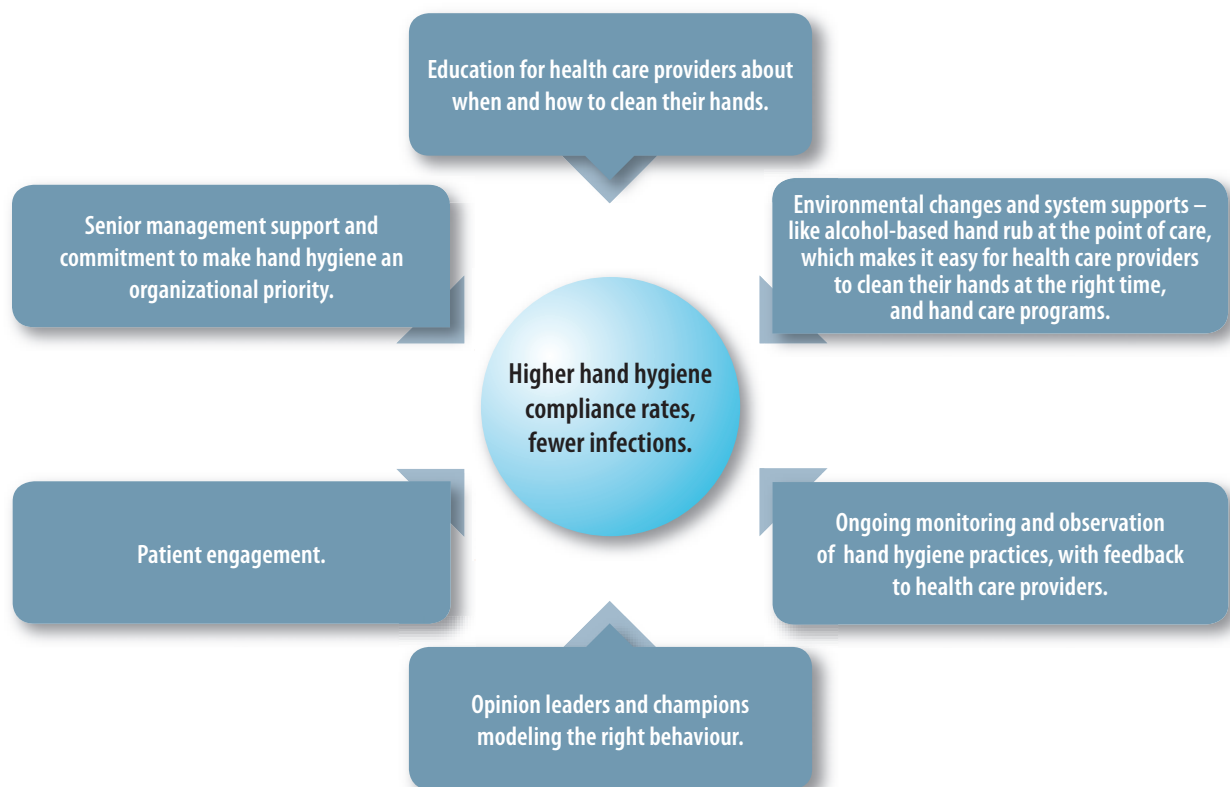 Education for health care providers about
when and how to clean their hands.
Senior management support and
commitment to make hand hygiene an
organizational priority.
Environmental changes and system supports –
like alcohol-based hand rub at the point of care,
which makes it easy for health care providers
to clean their hands at the right time,
and hand care programs.
Higher hand hygiene
compliance rates,
fewer infections.
Patient engagement.
Ongoing monitoring and observation
of hand hygiene practices, with feedback
to health care providers.
Opinion leaders and champions
modeling the right behaviour.